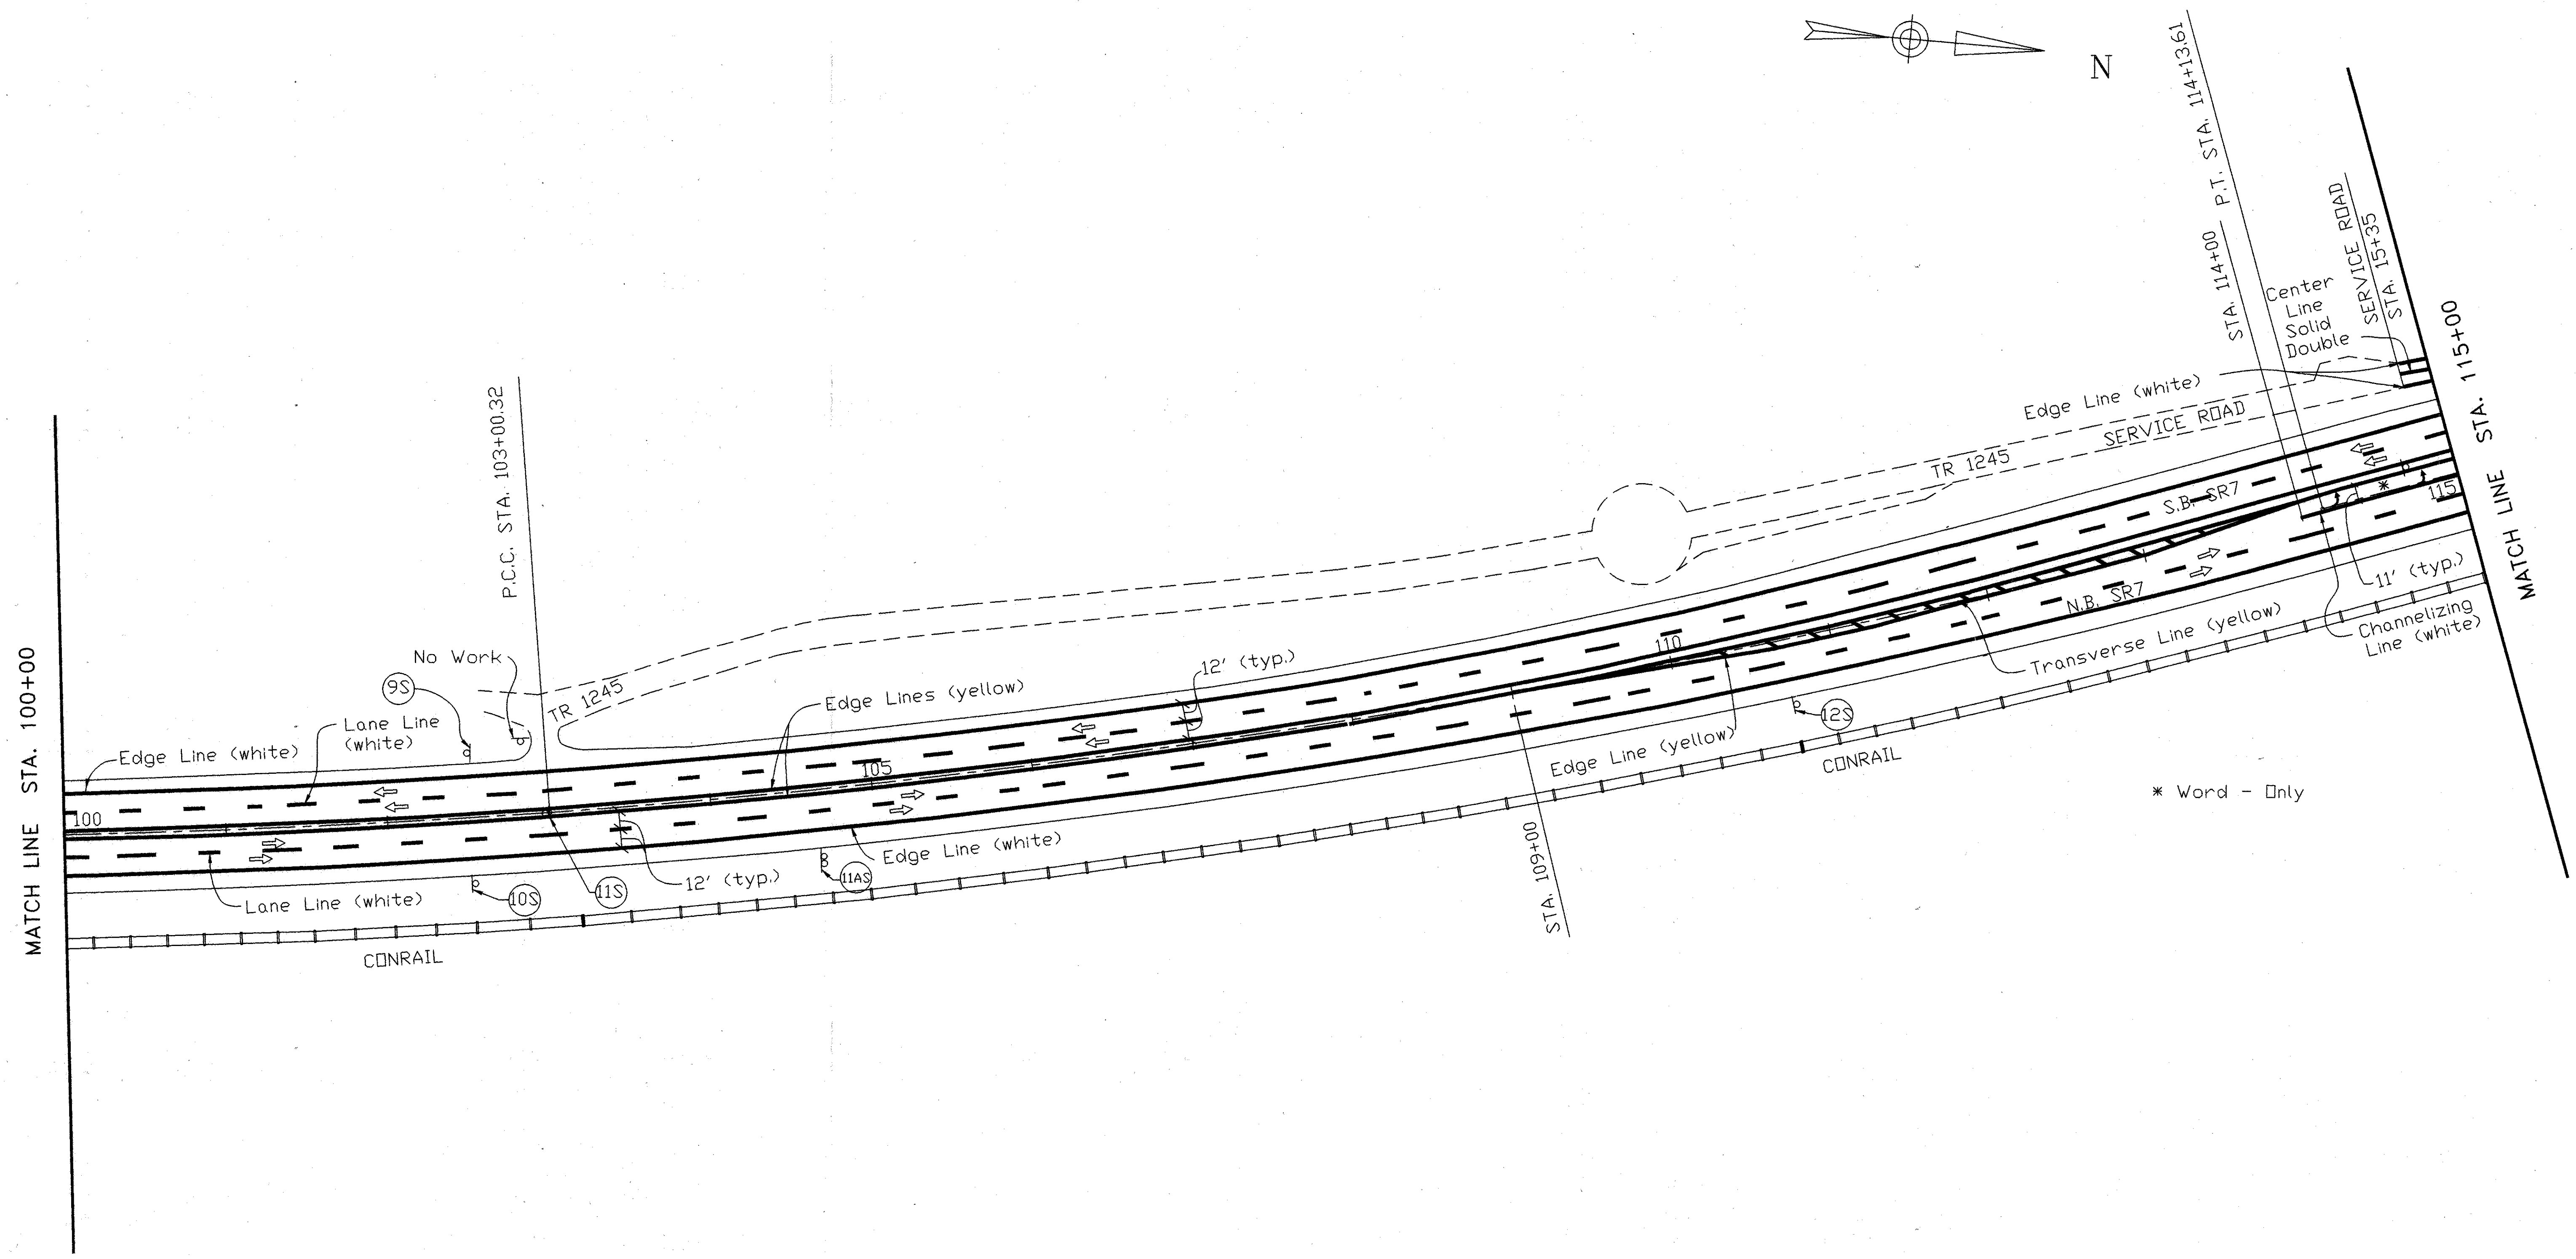 N
P.T. STA. 114+13.61
STA. 114+00
SERVICE ROAD
STA. 15+35
Center
Line
Solid
Double
MATCH LINE STA. 115+00
Edge Line (white)
SERVICE ROAD
TR 1245
S.B. SR7
115
11' (typ.)
N.B. SR7
Channelizing
Line (white)
Transverse Line (yellow)
P.C.C. STA. 103+00.32
No Work
9S
TR 1245
Lane Line
(white)
Edge Line (white)
Edge Lines (yellow)
12' (typ.)
110
12S
Edge Line (yellow)
CONRAIL
* Word - Only
105
100
MATCH LINE STA. 100+00
Edge Line (white)
11AS
12' (typ.)
11S
10S
Lane Line (white)
STA. 109+00
CONRAIL